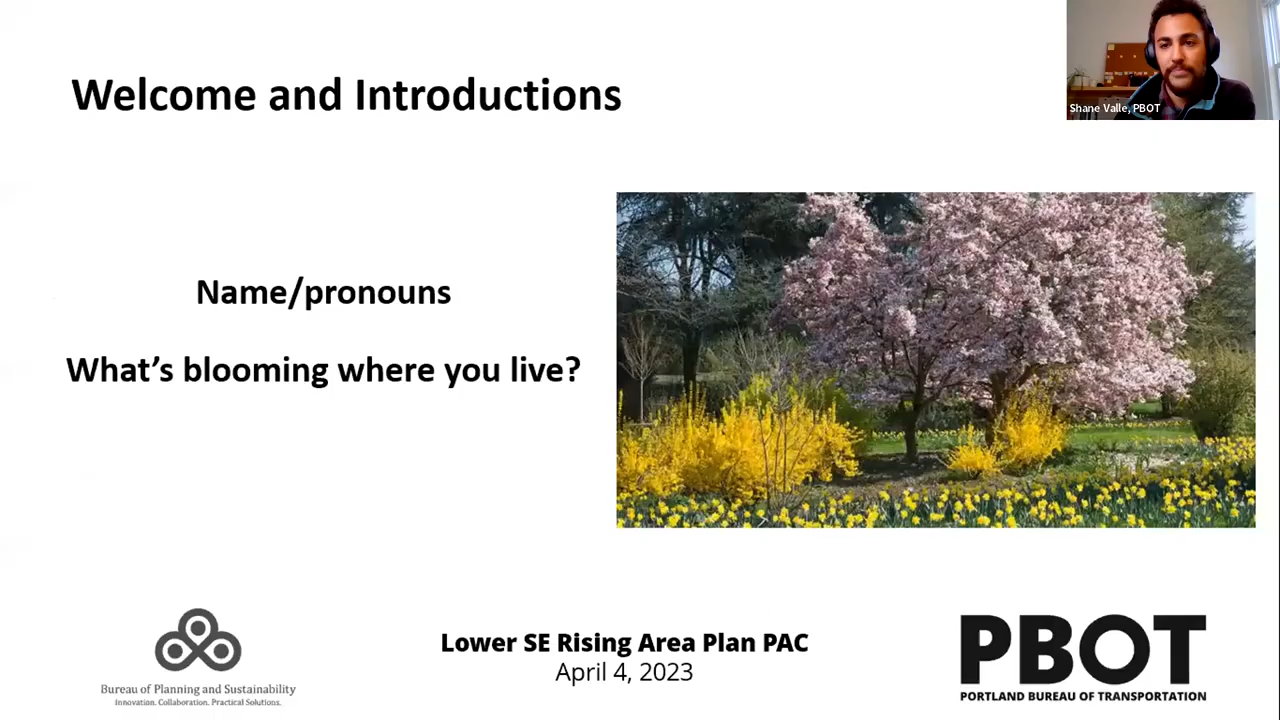 Welcome and Introductions
Shane Valle, PBOT
Name/pronouns
What’s blooming where you live?
Bureau of Planning and Sustainability
Innovation. Collaboration. Practical Solutions.
Lower SE Rising Area Plan PAC
April 4, 2023
PBOT
PORTLAND BUREAU OF TRANSPORTATION